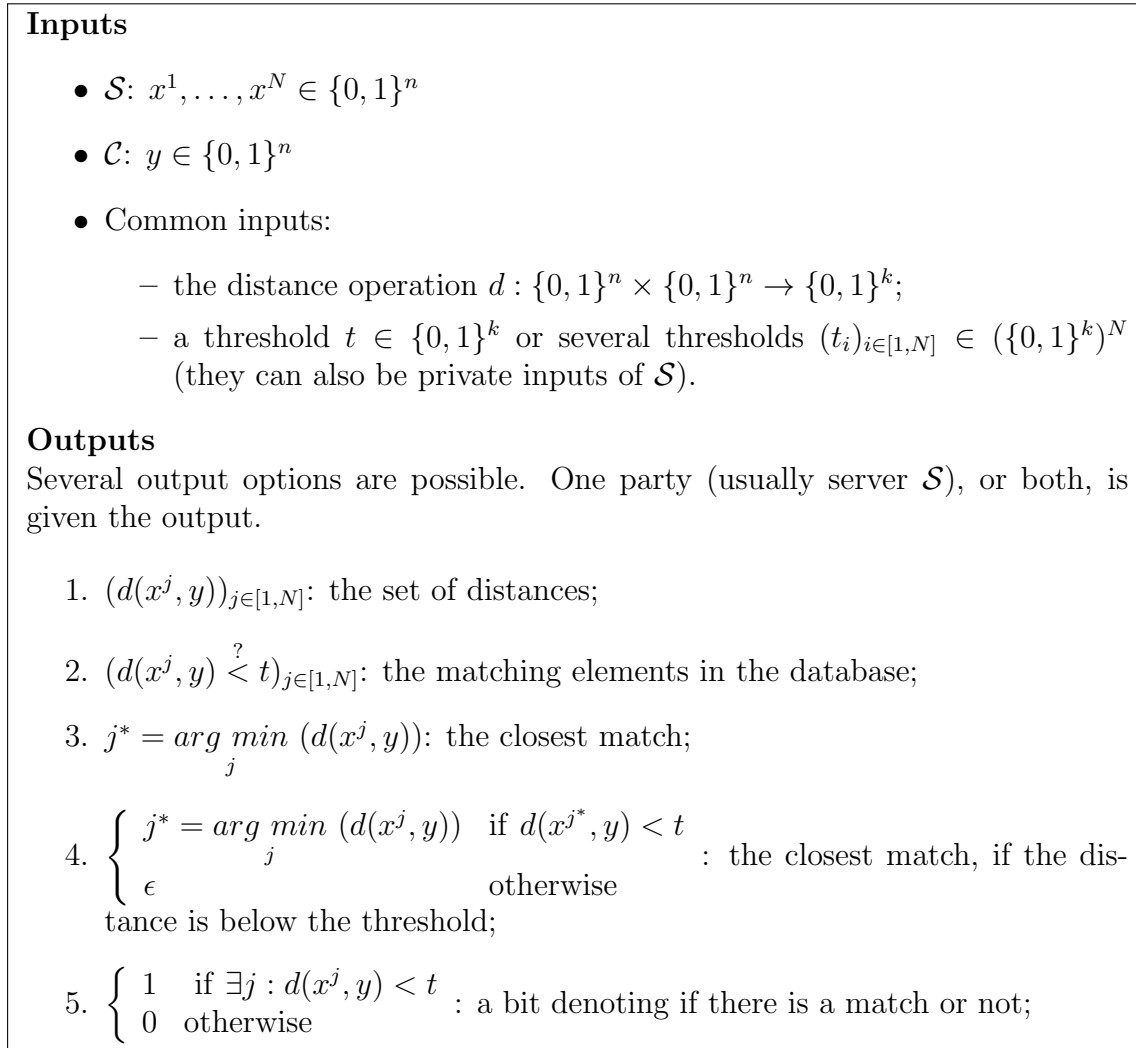 Inputs
• 𝒮: x^1, . . . , x^N ∈ {0, 1}^n
• 𝒞: y ∈ {0, 1}^n
• Common inputs:
– the distance operation d : {0, 1}^n × {0, 1}^n → {0, 1}^k;
– a threshold t ∈ {0, 1}^k or several thresholds (t_i)_{i∈[1,N]} ∈ ({0, 1}^k)^N
(they can also be private inputs of 𝒮).
Outputs
Several output options are possible. One party (usually server 𝒮), or both, is
given the output.
1. (d(x^j, y))_{j∈[1,N]}: the set of distances;
2. (d(x^j, y) \overset{?}{<} t)_{j∈[1,N]}: the matching elements in the database;
3. j^* = \underset{j}{arg min} (d(x^j, y)): the closest match;
4. { j^* = \underset{j}{arg min} (d(x^j, y)) if d(x^{j^*}, y) < t
ϵ otherwise : the closest match, if the dis-
tance is below the threshold;
5. { 1 if ∃j : d(x^j, y) < t
0 otherwise : a bit denoting if there is a match or not;